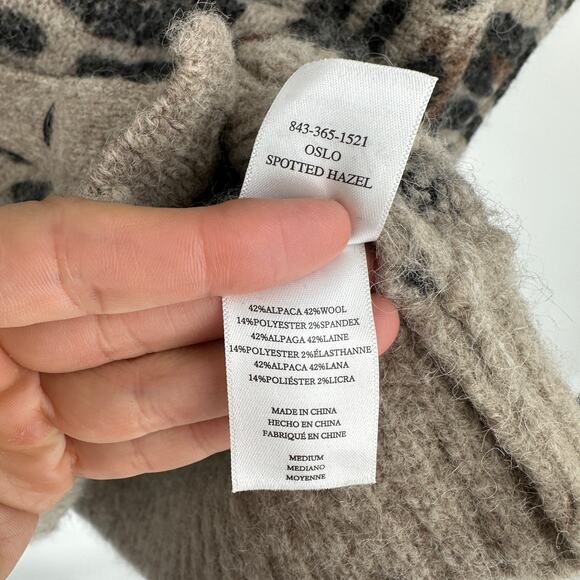 843-365-1521
OSLO
SPOTTED HAZEL
42%ALPACA 42%WOOL
14%POLYESTER 2%SPANDEX
42%ALPAGA 42%LAINE
14%POLYESTER 2%ÉLASTHANNE
42%ALPACA 42%LANA
14%POLIÉSTER 2%LICRA
MADE IN CHINA
HECHO EN CHINA
FABRIQUÉ EN CHINE
MEDIUM
MEDIANO
MOYENNE